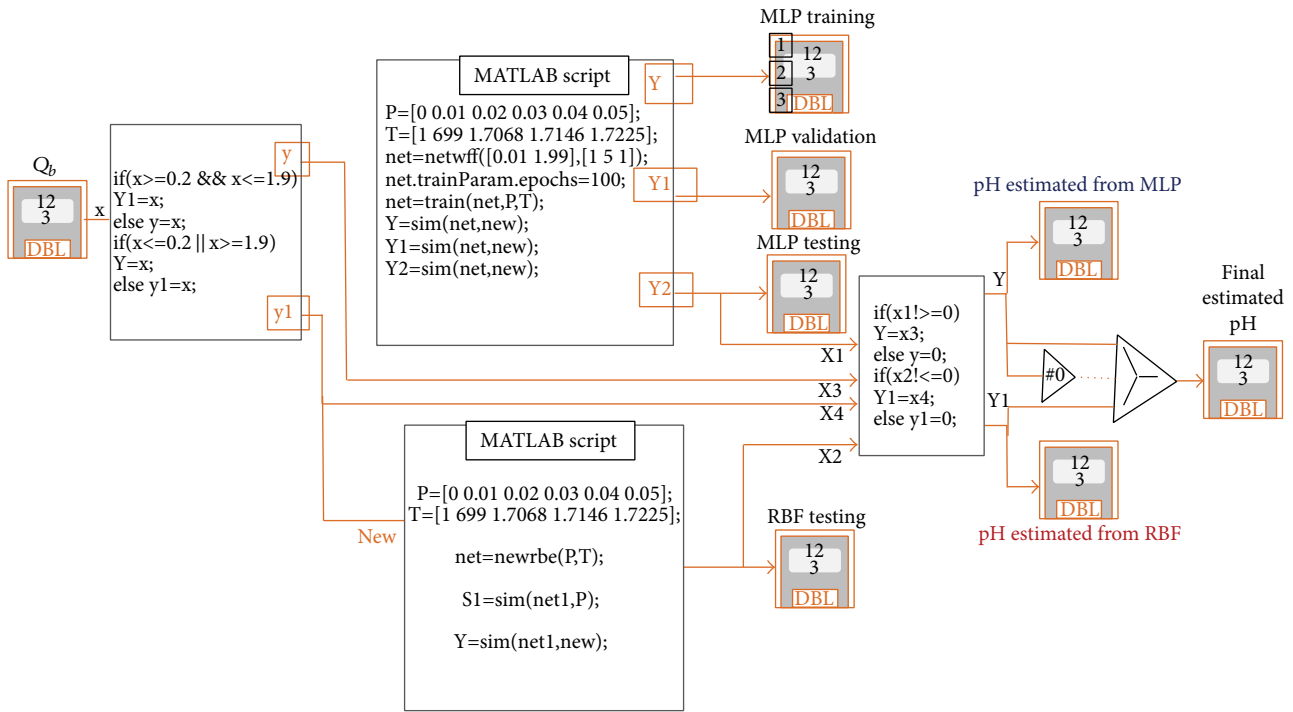 Q_b
12
3
DBL
x
if(x>=0.2 && x<=1.9)
Y1=x;
else y=x;
if(x<=0.2 || x>=1.9)
Y=x;
else y1=x;
y
y1
MATLAB script
P=[0 0.01 0.02 0.03 0.04 0.05];
T=[1 699 1.7068 1.7146 1.7225];
net=netwff([0.01 1.99],[1 5 1]);
net.trainParam.epochs=100;
net=train(net,P,T);
Y=sim(net,new);
Y1=sim(net,new);
Y2=sim(net,new);
Y
Y1
Y2
MLP training
1
2
3
12
3
DBL
MLP validation
12
3
DBL
MLP testing
12
3
DBL
X1
X3
X4
X2
New
MATLAB script
P=[0 0.01 0.02 0.03 0.04 0.05];
T=[1 699 1.7068 1.7146 1.7225];
net=newrbe(P,T);
S1=sim(net1,P);
Y=sim(net1,new);
RBF testing
12
3
DBL
if(x1!>=0)
Y=x3;
else y=0;
if(x2!<=0)
Y1=x4;
else y1=0;
Y
Y1
pH estimated from MLP
12
3
DBL
#0
12
3
DBL
pH estimated from RBF
Final
estimated
pH
12
3
DBL